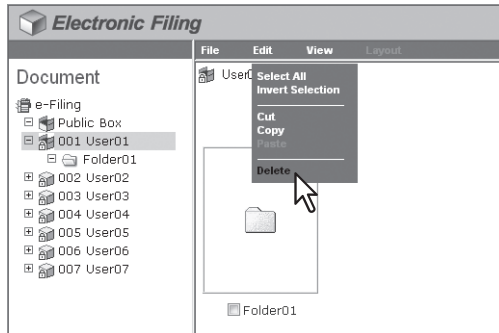 Electronic Filing
File Edit View Layout
Document
e-Filing
Public Box
001 User01
Folder01
002 User02
003 User03
004 User04
005 User05
006 User06
007 User07
Select All
Invert Selection
Cut
Copy
Paste
Delete
Folder01